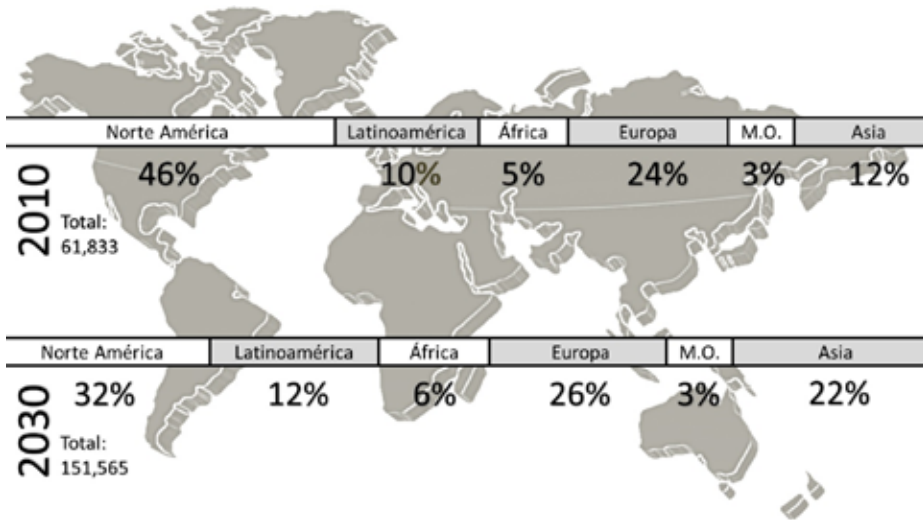 Norte América Latinoamérica África Europa M.O. Asia
46% 10% 5% 24% 3% 12%
2010
Total:
61,833
Norte América Latinoamérica África Europa M.O. Asia
32% 12% 6% 26% 3% 22%
2030
Total:
151,565